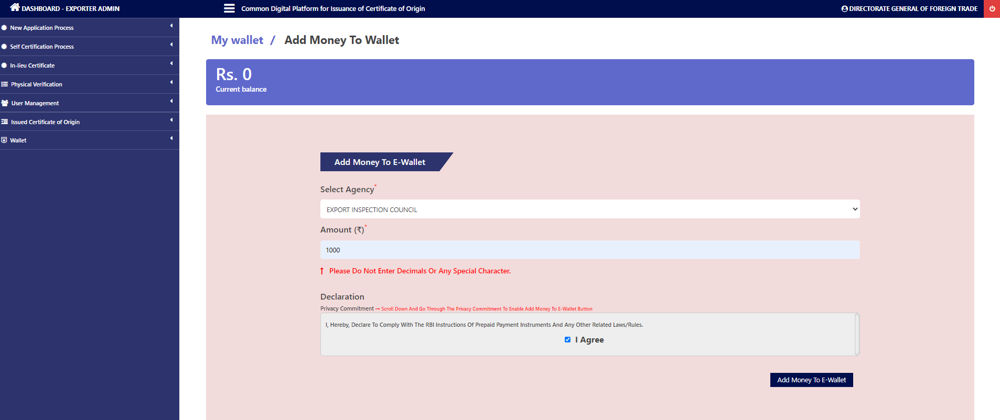 DASHBOARD - EXPORTER ADMIN
Common Digital Platform for Issuance of Certificate of Origin
DIRECTORATE GENERAL OF FOREIGN TRADE
New Application Process
Self Certification Process
In-lieu Certificate
Physical Verification
User Management
Issued Certificate of Origin
Wallet
My wallet / Add Money To Wallet
Rs. 0
Current balance
Add Money To E-Wallet
Select Agency*
EXPORT INSPECTION COUNCIL
Amount (₹)*
1000
Please Do Not Enter Decimals Or Any Special Character.
Declaration
Privacy Commitment → Scroll Down And Go Through The Privacy Commitment To Enable Add Money To E-Wallet Button
I, Hereby, Declare To Comply With The RBI Instructions Of Prepaid Payment Instruments And Any Other Related Laws/Rules.
I Agree
Add Money To E-Wallet